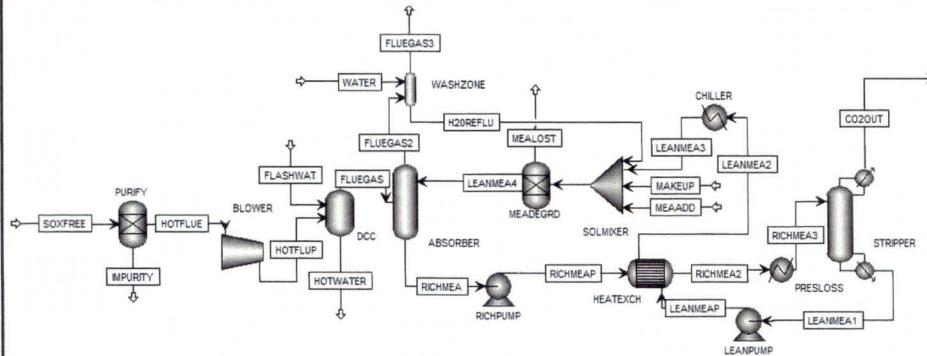 FLUEGAS3
WATER
WASHZONE
CHILLER
CO2OUT
H20REFLU
MEALOST
FLUEGAS2
LEANMEA3
LEANMEA2
FLASHWAT
FLUEGAS
PURIFY
LEANMEA4
MAKEUP
BLOWER
MEADEGRD
MEAADD
SOXFREE
HOTFLUE
DCC
SOLMIXER
RICHMEA3
HOTFLUP
ABSORBER
STRIPPER
IMPURITY
HOTWATER
RICHMEA
RICHMEAP
RICHMEA2
HEATEXCH
PRESLOSS
RICHPUMP
LEANMEAP
LEANMEA1
LEANPUMP